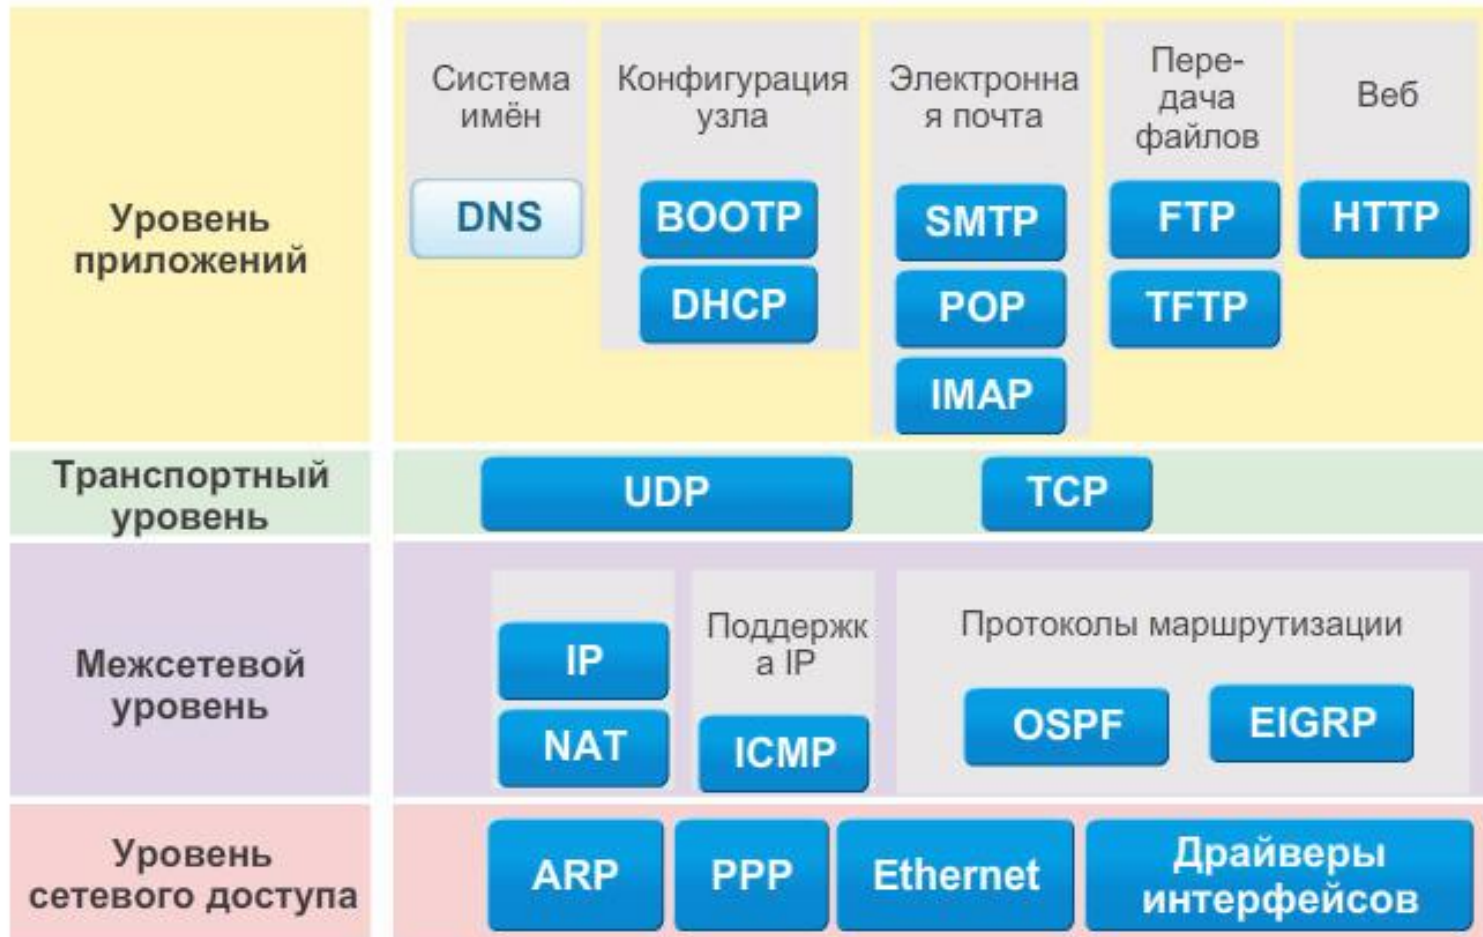 Уровень
приложений
Система
имён
DNS
Конфигурация
узла
BOOTP
DHCP
Электронна
я почта
SMTP
POP
IMAP
Пере-
дача
файлов
FTP
TFTP
Веб
HTTP
Транспортный
уровень
UDP
TCP
Межсетевой
уровень
IP
NAT
Поддержк
а IP
ICMP
Протоколы маршрутизации
OSPF
EIGRP
Уровень
сетевого доступа
ARP
PPP
Ethernet
Драйверы
интерфейсов